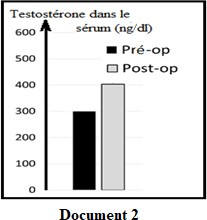 Testostérone dans le
sérum (ng/dl)
600
500
400
300
200
100
0
Pré-op
Post-op
Document 2